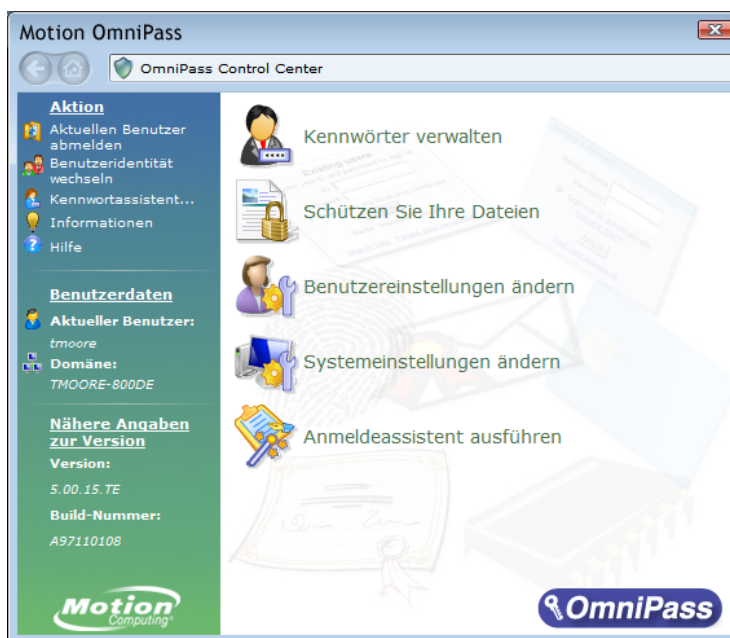 Motion OmniPass
OmniPass Control Center
Aktion
Aktuellen Benutzer
abmelden
Benutzeridentität
wechseln
Kennwortassistent...
Informationen
Hilfe
Benutzerdaten
Aktueller Benutzer:
tmoore
Domäne:
TMOORE-800DE
Nähere Angaben
zur Version
Version:
5.00.15.TE
Build-Nummer:
A97110108
Motion
Computing
Kennwörter verwalten
Schützen Sie Ihre Dateien
Benutzereinstellungen ändern
Systemeinstellungen ändern
Anmeldeassistent ausführen
OmniPass